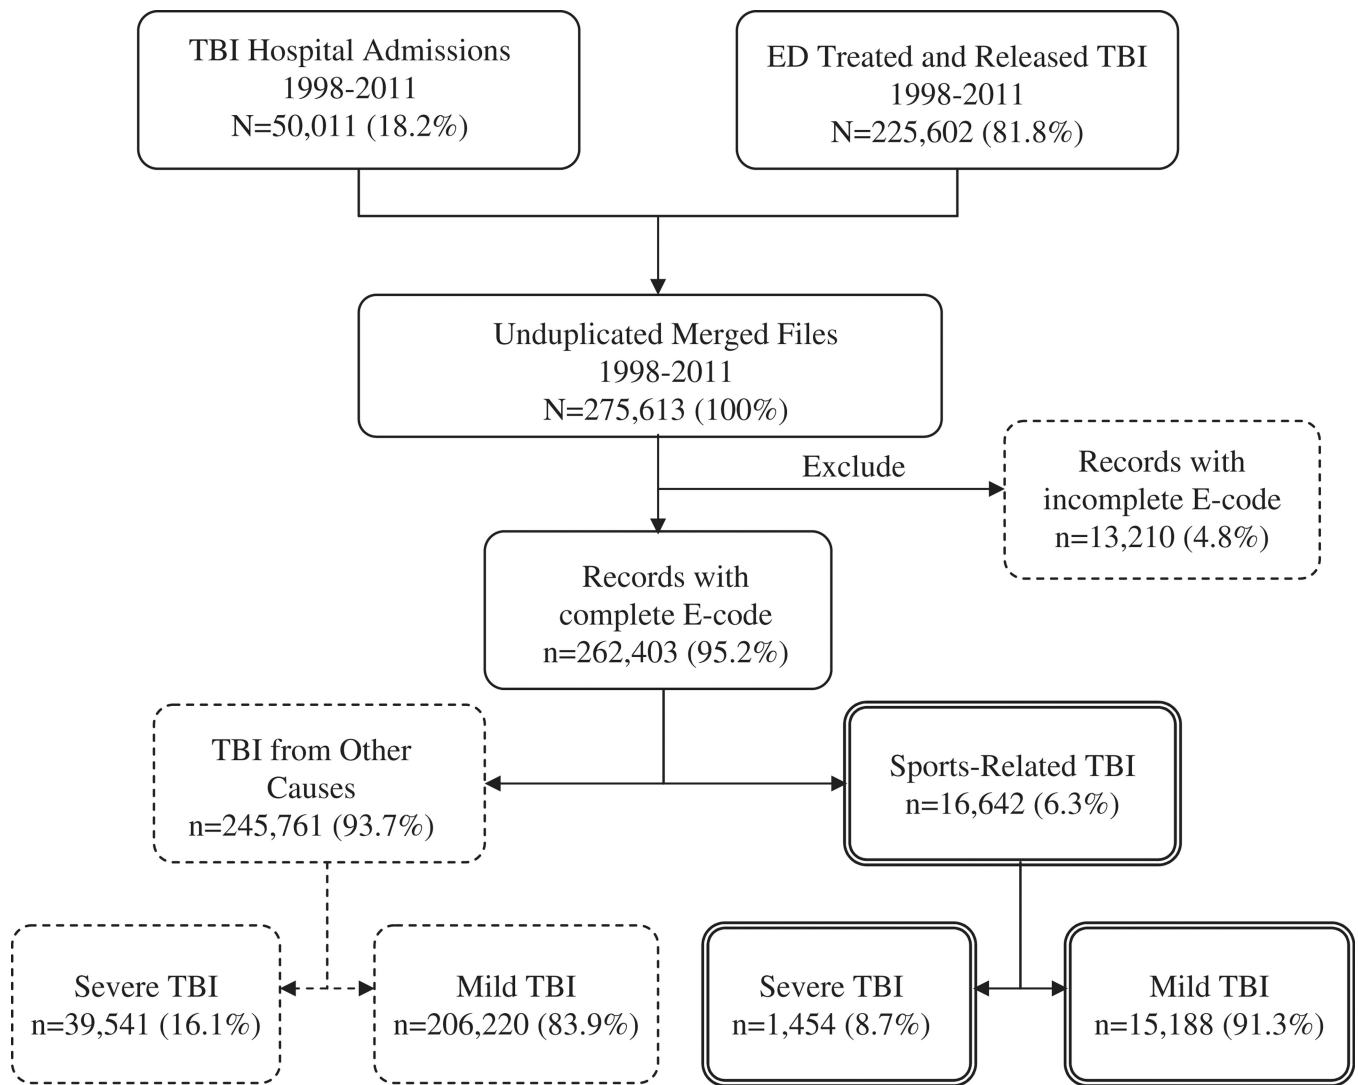 TBI Hospital Admissions
1998-2011
N=50,011 (18.2%)
ED Treated and Released TBI
1998-2011
N=225,602 (81.8%)
Unduplicated Merged Files
1998-2011
N=275,613 (100%)
Exclude
Records with
incomplete E-code
n=13,210 (4.8%)
Records with
complete E-code
n=262,403 (95.2%)
TBI from Other
Causes
n=245,761 (93.7%)
Sports-Related TBI
n=16,642 (6.3%)
Severe TBI
n=39,541 (16.1%)
Mild TBI
n=206,220 (83.9%)
Severe TBI
n=1,454 (8.7%)
Mild TBI
n=15,188 (91.3%)